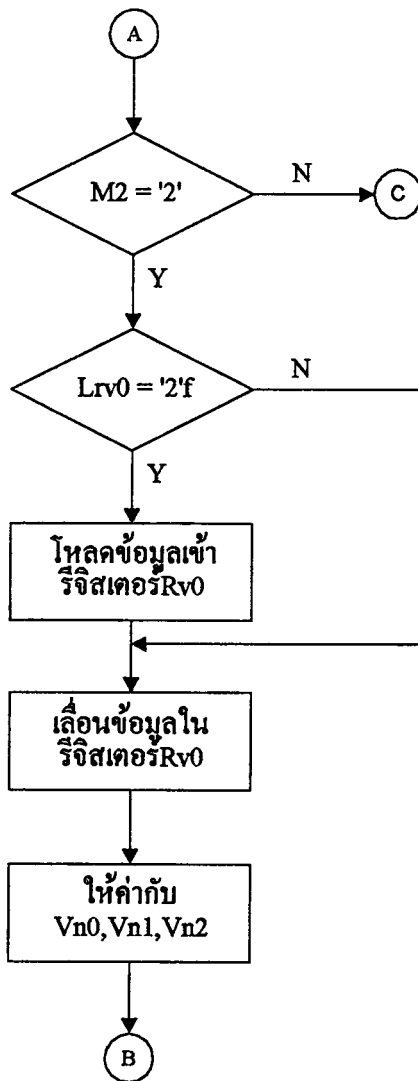 A
M2 = '2'
N
C
Y
Lrv0 = '2'f
N
Y
โหลดข้อมูลเข้า
รีจิสเตอร์Rv0
เลื่อนข้อมูลใน
รีจิสเตอร์Rv0
ให้ค่ากับ
Vn0,Vn1,Vn2
B